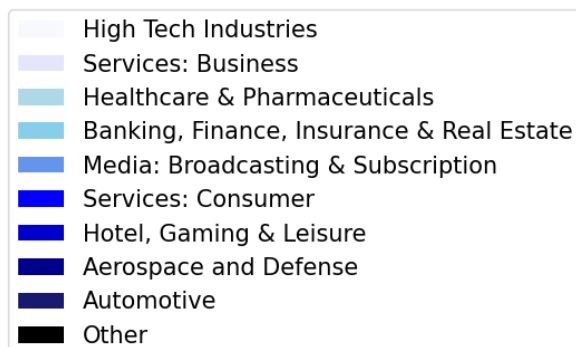 High Tech Industries
Services: Business
Healthcare & Pharmaceuticals
Banking, Finance, Insurance & Real Estate
Media: Broadcasting & Subscription
Services: Consumer
Hotel, Gaming & Leisure
Aerospace and Defense
Automotive
Other